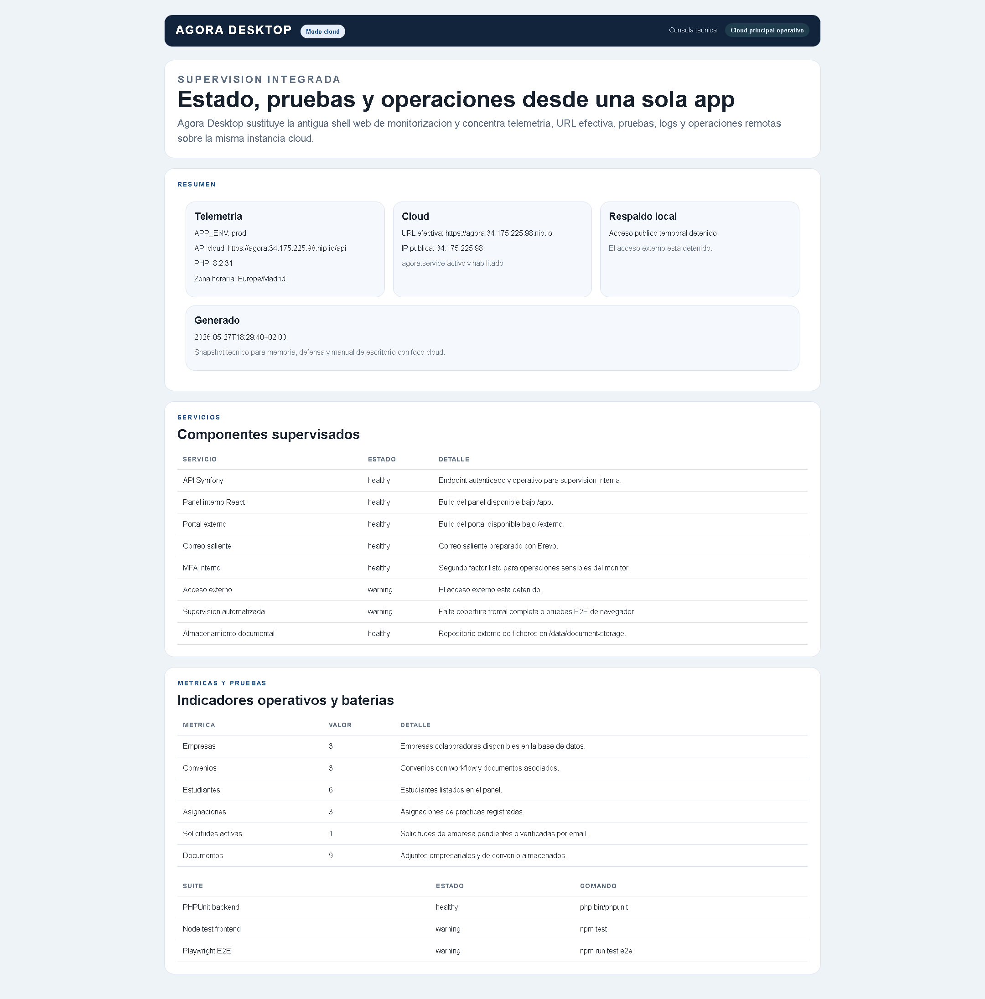 AGORA DESKTOP Modo cloud Consola tecnica Cloud principal operativo
SUPERVISION INTEGRADA
Estado, pruebas y operaciones desde una sola app
Agora Desktop sustituye la antigua shell web de monitorizacion y concentra telemetria, URL efectiva, pruebas, logs y operaciones remotas
sobre la misma instancia cloud.
RESUMEN
Telemetria
APP_ENV: prod
API cloud: https://agora.34.175.225.98.nip.io/api
PHP: 8.2.31
Zona horaria: Europe/Madrid
Cloud
URL efectiva: https://agora.34.175.225.98.nip.io
IP publica: 34.175.225.98
agora.service activo y habilitado
Respaldo local
Acceso publico temporal detenido
El acceso externo esta detenido.
Generado
2026-05-27T18:29:40+02:00
Snapshot tecnico para memoria, defensa y manual de escritorio con foco cloud.
SERVICIOS
Componentes supervisados
SERVICIO ESTADO DETALLE
API Symfony healthy Endpoint autenticado y operativo para supervision interna.
Panel interno React healthy Build del panel disponible bajo /app.
Portal externo healthy Build del portal disponible bajo /externo.
Correo saliente healthy Correo saliente preparado con Brevo.
MFA interno healthy Segundo factor listo para operaciones sensibles del monitor.
Acceso externo warning El acceso externo esta detenido.
Supervision automatizada warning Falta cobertura frontal completa o pruebas E2E de navegador.
Almacenamiento documental healthy Repositorio externo de ficheros en /data/document-storage.
METRICAS Y PRUEBAS
Indicadores operativos y baterias
METRICA VALOR DETALLE
Empresas 3 Empresas colaboradoras disponibles en la base de datos.
Convenios 3 Convenios con workflow y documentos asociados.
Estudiantes 6 Estudiantes listados en el panel.
Asignaciones 3 Asignaciones de practicas registradas.
Solicitudes activas 1 Solicitudes de empresa pendientes o verificadas por email.
Documentos 9 Adjuntos empresariales y de convenio almacenados.
SUITE ESTADO COMANDO
PHPUnit backend healthy php bin/phpunit
Node test frontend warning npm test
Playwright E2E warning npm run test:e2e